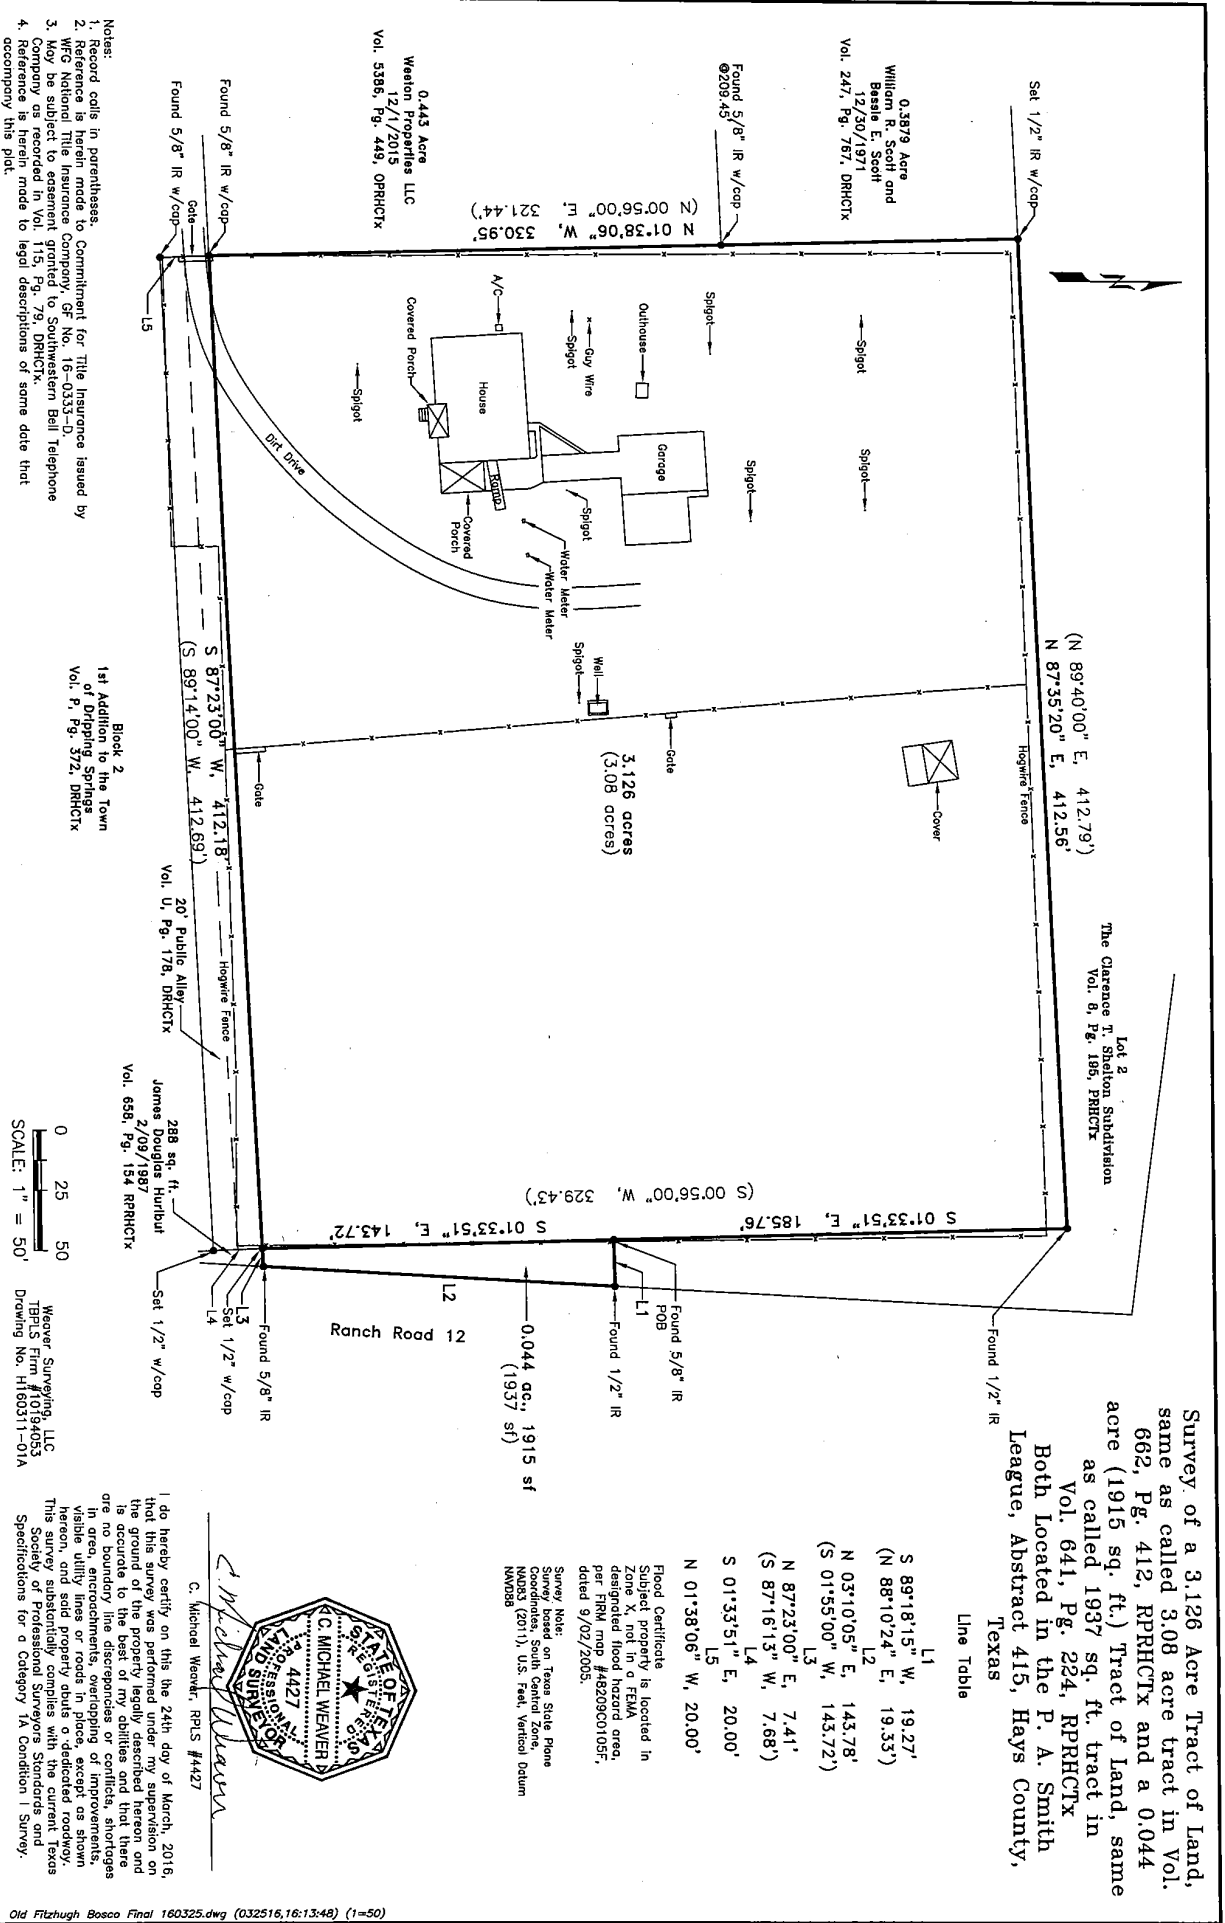 Survey of a 3.126 Acre Tract of Land,
same as called 3.08 acre tract in Vol.
662, Pg. 412, RPRHCTx and a 0.044
acre (1915 sq. ft.) Tract of Land, same
as called 1937 sq. ft. tract in
Vol. 641, Pg. 224, RPRHCTx
Both Located in the P. A. Smith
League, Abstract 415, Hays County,
Texas
Line Table
L1
S 89°18'15" W, 19.27'
(N 88°10'24" E, 19.33')
L2
N 03°10'05" E, 143.78'
(S 01°55'00" W, 143.72')
L3
N 87°23'00" E, 7.41'
(S 87°16'13" W, 7.68')
L4
S 01°33'51" E, 20.00'
L5
N 01°38'06" W, 20.00'
Flood Certificate
Subject property is located in
Zone X, not in a FEMA
designated flood hazard area,
per FIRM map #48209C0105F,
dated 9/02/2005.
Survey Note:
Survey based on Texas State Plane
Coordinates, South Central Zone,
NAD83 (2011), U.S. Feet, Vertical Datum
NAVD88
STATE OF TEXAS
REGISTERED
C. MICHAEL WEAVER
4427
PROFESSIONAL
LAND SURVEYOR
C. Michael Weaver
C. Michael Weaver, RPLS #4427
I do hereby certify on this the 24th day of March, 2016,
that this survey was performed under my supervision on
the ground of the property legally described hereon and
is accurate to the best of my abilities and that there
are no boundary line discrepancies or conflicts, shortages
in area, encroachments, overlapping of improvements,
visible utility lines or roads in place, except as shown
hereon, and said property abuts a dedicated roadway.
This survey substantially complies with the current Texas
Society of Professional Surveyors Standards and
Specifications for a Category 1A Condition I Survey.
Set 1/2" IR w/cap
0.3879 Acre
William R. Scott and
Bessie E. Scott
12/30/1971
Vol. 247, Pg. 767, DRHCTx
Found 5/8" IR w/cap
@209.45'
0.443 Acre
Weston Properties LLC
12/1/2015
Vol. 5386, Pg. 449, OPRHCTx
N 01°38'06" W, 330.95'
(N 00°56'00" E, 321.44')
N
(N 89°40'00" E, 412.79')
N 87°35'20" E, 412.56'
Hogwire Fence
Lot 2
The Clarence T. Shelton Subdivision
Vol. 8, Pg. 195, PRHCTx
Found 1/2" IR
S 01°33'51" E, 185.76'
S 01°33'51" E, 143.72'
(S 00°56'00" W, 329.43')
Found 5/8" IR
POB
L1
Found 1/2" IR
0.044 ac., 1915 sf
(1937 sf)
L2
Ranch Road 12
Found 5/8" IR
L3
Set 1/2" w/cap
L4
Set 1/2" w/cap
Spigot
Spigot
Spigot
Spigot
Outhouse
Guy Wire
Spigot
A/C
House
Covered Porch
Spigot
Garage
Ramp
Spigot
Covered
Porch
Water Meter
Water Meter
Dirt Drive
Well
Spigot
Gate
Cover
3.126 acres
(3.08 acres)
Gate
Found 5/8" IR w/cap
Gate
Found 5/8" IR w/cap
L5
S 87°23'00" W, 412.18'
(S 89°14'00" W, 412.69')
Hogwire Fence
20' Public Alley
Vol. U, Pg. 178, DRHCTx
288 sq. ft.
James Douglas Hurlbut
2/09/1987
Vol. 658, Pg. 154 RPRHCTx
Block 2
1st Addition to the Town
of Dripping Springs
Vol. P, Pg. 372, DRHCTx
Notes:
1. Record calls in parentheses.
2. Reference is herein made to Commitment for Title Insurance issued by
WFG National Title Insurance Company, GF No. 16-0333-D.
3. May be subject to easement granted to Southwestern Bell Telephone
Company as recorded in Vol. 115, Pg. 79, DRHCTx.
4. Reference is herein made to legal descriptions of same date that
accompany this plat.
0 25 50
SCALE: 1" = 50'
Weaver Surveying, LLC
TBPLS Firm #10194053
Drawing No. H160311-01A
Old Fitzhugh Bosco Final 160325.dwg (032516,16:13:48) (1=50)